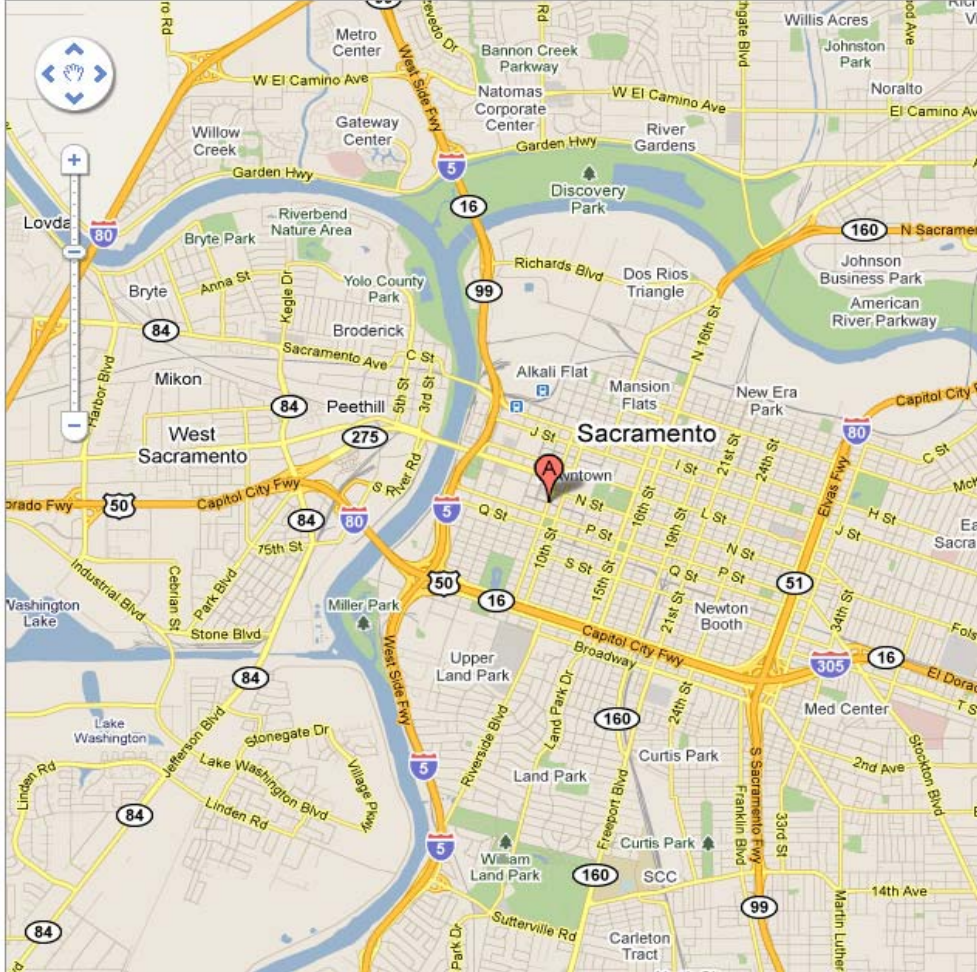 Metro
Center
Bannon Creek
Parkway
Willis Acres
Johnston
Park
West Side Fwy
W El Camino Ave
Natomas
Corporate
Center
W El Camino Ave
Noralto
El Camino Av
Willow
Creek
Gateway
Center
River
Gardens
Garden Hwy
5
Garden Hwy
Discovery
Park
16
Lovda
80
Riverbend
Nature Area
Bryte Park
160
N Sacramen
Johnson
Business Park
Richards Blvd
Dos Rios
Triangle
Anna St
Kegle Dr
Yolo County
Park
Bryte
99
American
River Parkway
84
Broderick
N 16th St
Sacramento Ave
C St
Harbor Blvd
Mikon
5th St
3rd St
Alkali Flat
Mansion
Flats
New Era
Park
Capitol City
84
Peethill
West
Sacramento
275
J St
Sacramento
80
21st St
24th St
C St
I St
A
wntown
River Rd
S R
50
Capitol City Fwy
orado Fwy
84
80
5
Q St
N St
16th St
L St
19th St
Elvas Fwy
H St
McK
J St
Ea
Sacra
75th St
10th St
P St
S St
N St
P St
Q St
15th St
21st St
Industrial Blvd
Cebrian St
Park Blvd
50
16
51
34th St
Washington
Lake
Miller Park
Newton
Booth
Stone Blvd
Capitol City Fwy
Broadway
Fols
305
16
El Dora
West Side Fwy
Upper
Land Park
84
Riverside Blvd
Land Park Dr
24th St
T S
Med Center
Lake
Washington
160
Jefferson Blvd
Stonegate Dr
Curtis Park
Stockton Blvd
Lake Washington Blvd
Village Pkwy
5
Land Park
S Sacramento Fwy
2nd Ave
Linden Rd
Linden Rd
84
Freeport Blvd
Franklin Blvd
33rd St
5
William
Land Park
Curtis Park
160
SCC
14th Ave
99
Martin Luthe
84
Park Dr
Sutterville Rd
Carleton
Tract